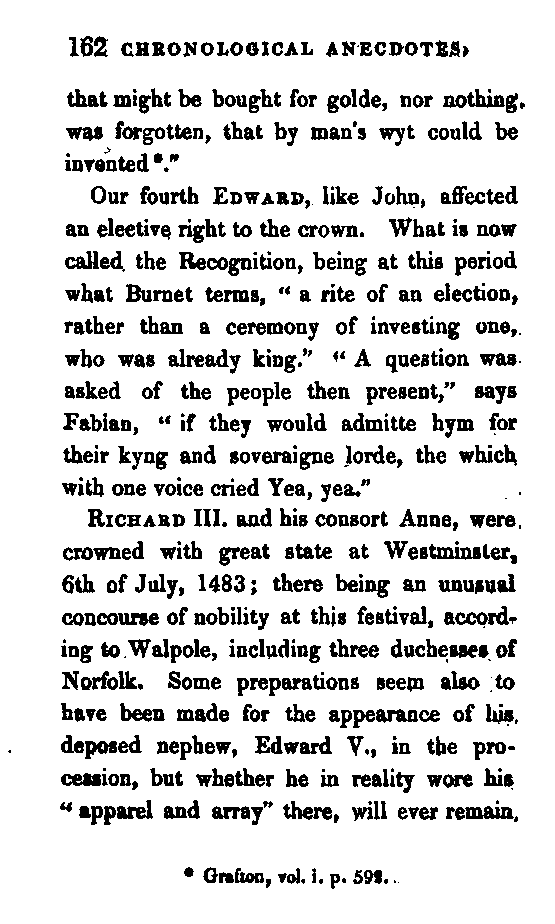 162 CHRONOLOGICAL ANECDOTES,
that might be bought for golde, nor nothing,
was forgotten, that by man's wyt could be
invented *."
Our fourth EDWARD, like John, affected
an elective right to the crown. What is now
called the Recognition, being at this period
what Burnet terms, " a rite of an election,
rather than a ceremony of investing one,
who was already king." " A question was
asked of the people then present," says
Fabian, " if they would admitte hym for
their kyng and soveraigne lorde, the which
with one voice cried Yea, yea."
RICHARD III. and his consort Anne, were
crowned with great state at Westminster,
6th of July, 1483; there being an unusual
concourse of nobility at this festival, accord-
ing to Walpole, including three duchesses of
Norfolk. Some preparations seem also to
have been made for the appearance of his
deposed nephew, Edward V., in the pro-
cession, but whether he in reality wore his
" apparel and array" there, will ever remain
* Grafton, vol. i. p.